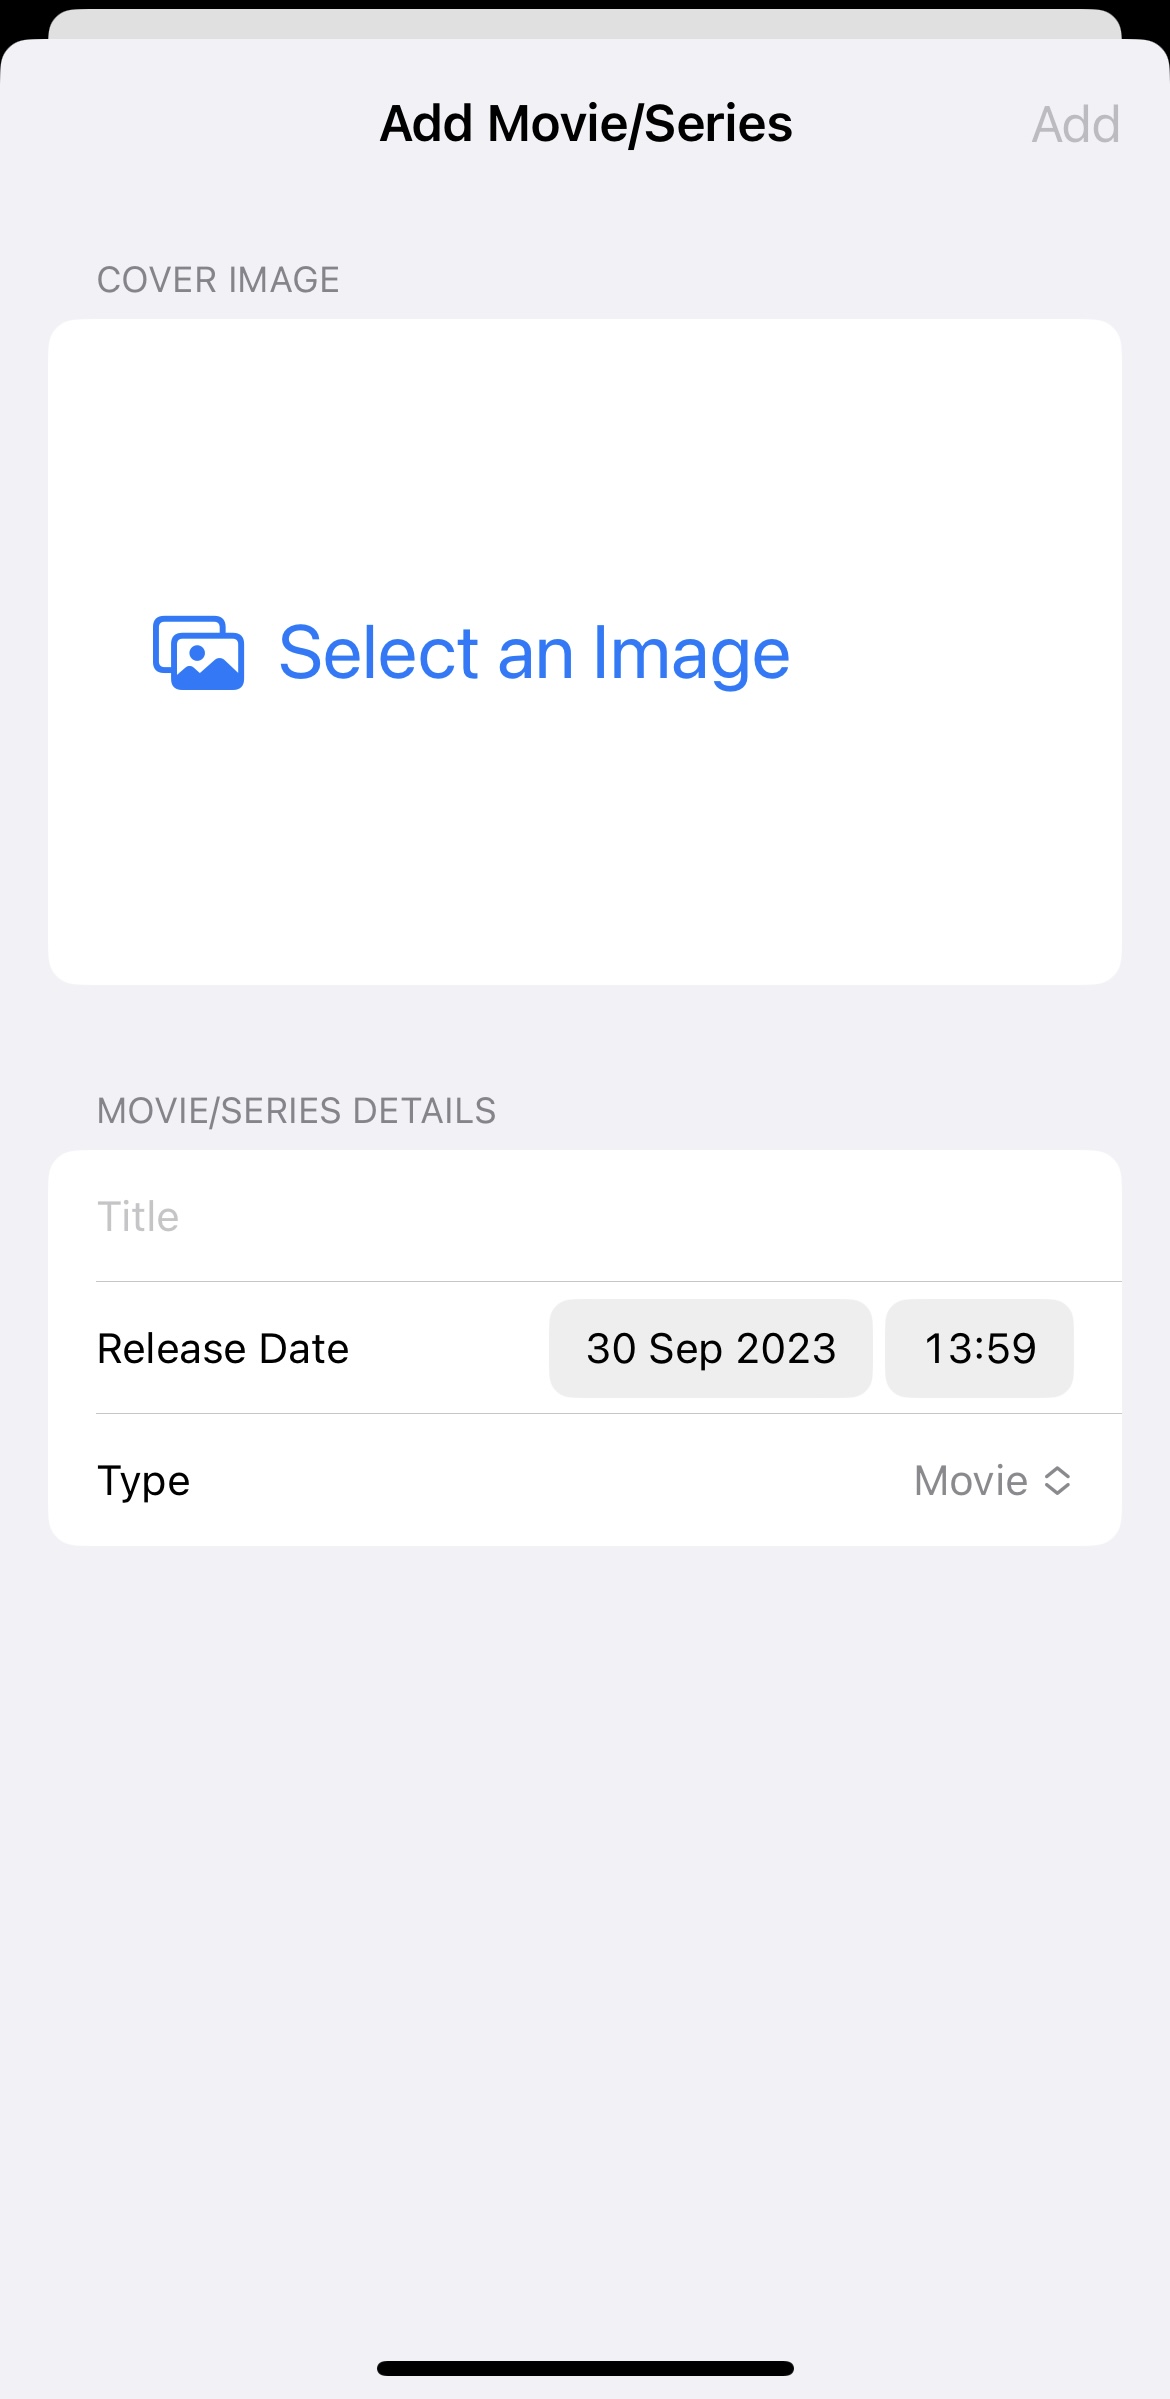 Add Movie/Series
Add
COVER IMAGE
Select an Image
MOVIE/SERIES DETAILS
Title
Release Date
30 Sep 2023
13:59
Type
Movie